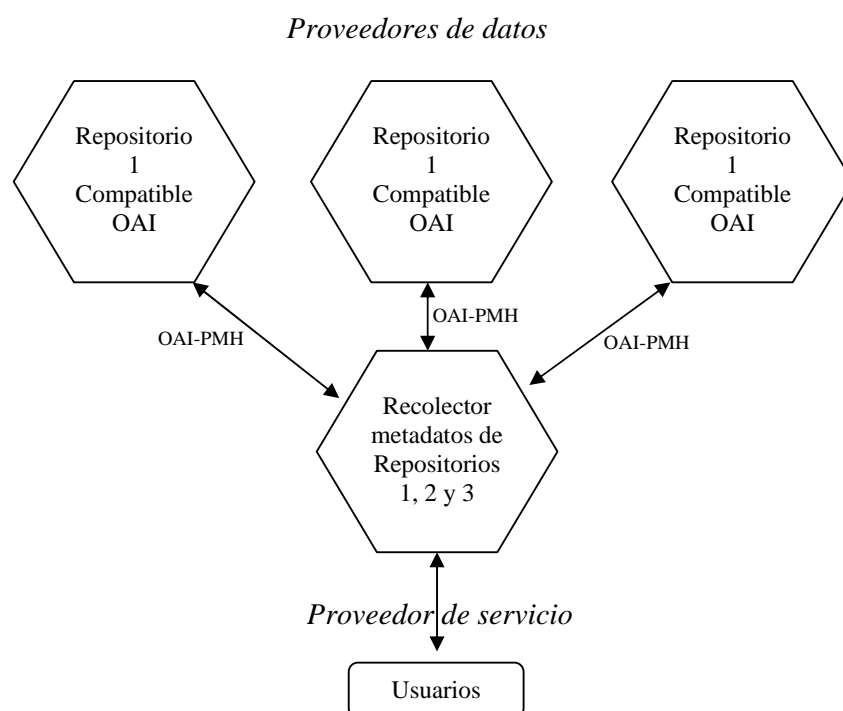 Proveedores de datos
Repositorio
1
Compatible
OAI
Repositorio
1
Compatible
OAI
Repositorio
1
Compatible
OAI
OAI-PMH
OAI-PMH
OAI-PMH
Recolector
metadatos de
Repositorios
1, 2 y 3
Proveedor de servicio
Usuarios